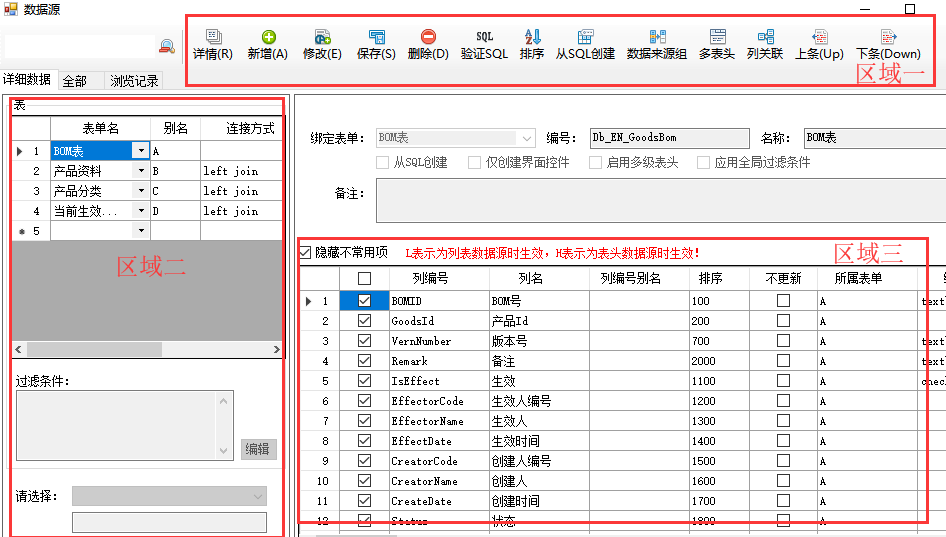 数据源
详情(R) 新增(A) 修改(E) 保存(S) 删除(D) 验证SQL 排序 从SQL创建 数据来源组 多表头 列关联 上条(Up) 下条(Down)
SQL
区域一
详细数据 全部 浏览记录
表
表单名 别名 连接方式
1 BOM表 A
2 产品资料 B left join
3 产品分类 C left join
4 当前生效... D left join
5
区域二
过滤条件:
编辑
请选择:
绑定表单: BOM表 编号: Db_EN_GoodsBom 名称: BOM表
从SQL创建 仅创建界面控件 启用多级表头 应用全局过滤条件
备注:
隐藏不常用项 L表示为列表数据源时生效，H表示为表头数据源时生效!
区域三
列编号 列名 列编号别名 排序 不更新 所属表单
1 BOMID BOM号 100 A
2 GoodsId 产品Id 200 A
3 VernNumber 版本号 700 A
4 Remark 备注 2000 A
5 IsEffect 生效 1100 A
6 EffectorCode 生效人编号 1200 A
7 EffectorName 生效人 1300 A
8 EffectDate 生效时间 1400 A
9 CreatorCode 创建人编号 1500 A
10 CreatorName 创建人 1600 A
11 CreateDate 创建时间 1700 A
12 Status 状态 1800 A